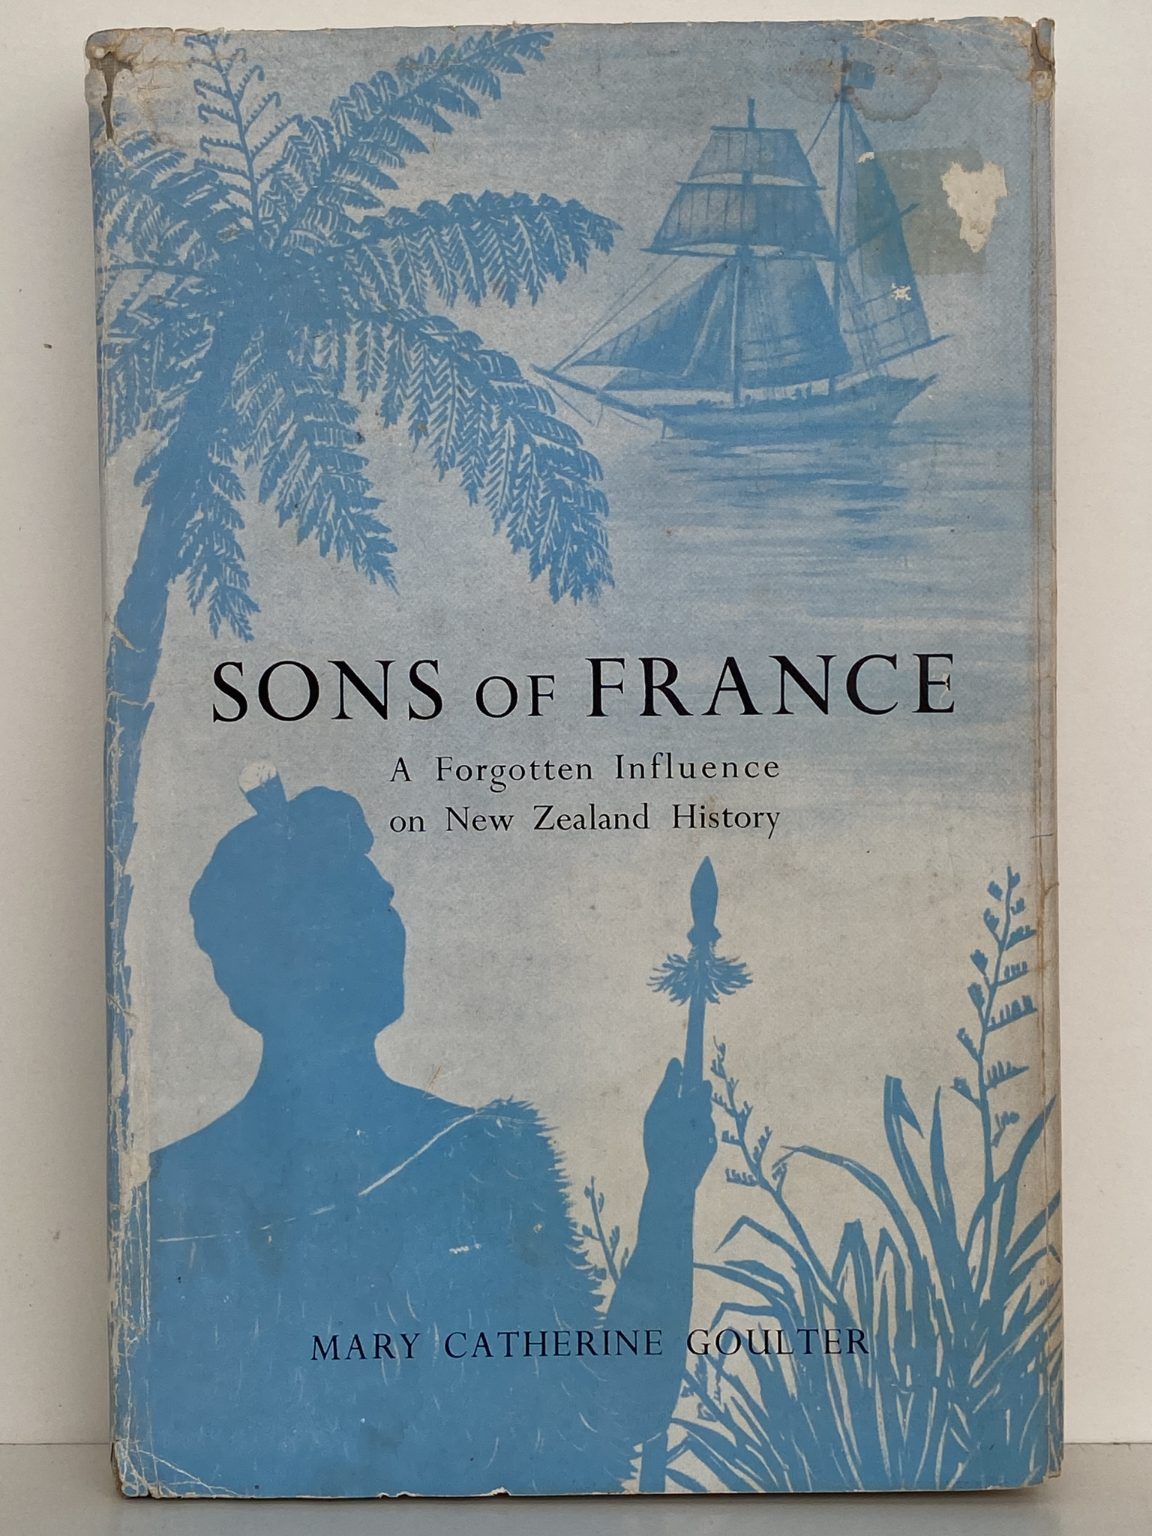 SONS OF FRANCE
A Forgotten Influence
on New Zealand History
MARY CATHERINE GOULTER